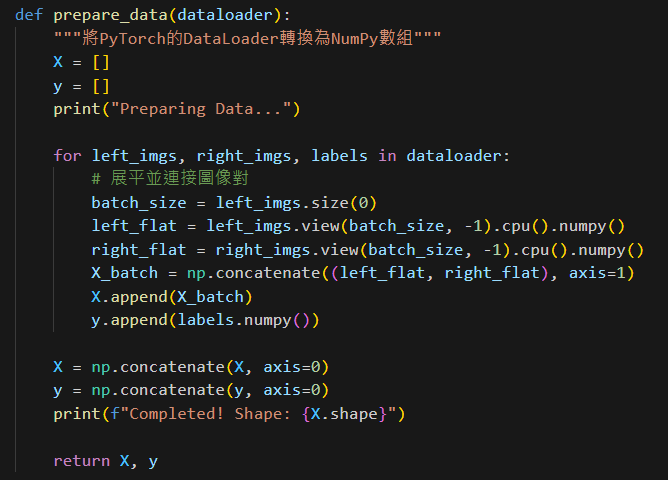 def prepare_data(dataloader):
    """將PyTorch的DataLoader轉換為NumPy數組"""
    X = []
    y = []
    print("Preparing Data...")

    for left_imgs, right_imgs, labels in dataloader:
        # 展平並連接圖像對
        batch_size = left_imgs.size(0)
        left_flat = left_imgs.view(batch_size, -1).cpu().numpy()
        right_flat = right_imgs.view(batch_size, -1).cpu().numpy()
        X_batch = np.concatenate((left_flat, right_flat), axis=1)
        X.append(X_batch)
        y.append(labels.numpy())

    X = np.concatenate(X, axis=0)
    y = np.concatenate(y, axis=0)
    print(f"Completed! Shape: {X.shape}")

    return X, y